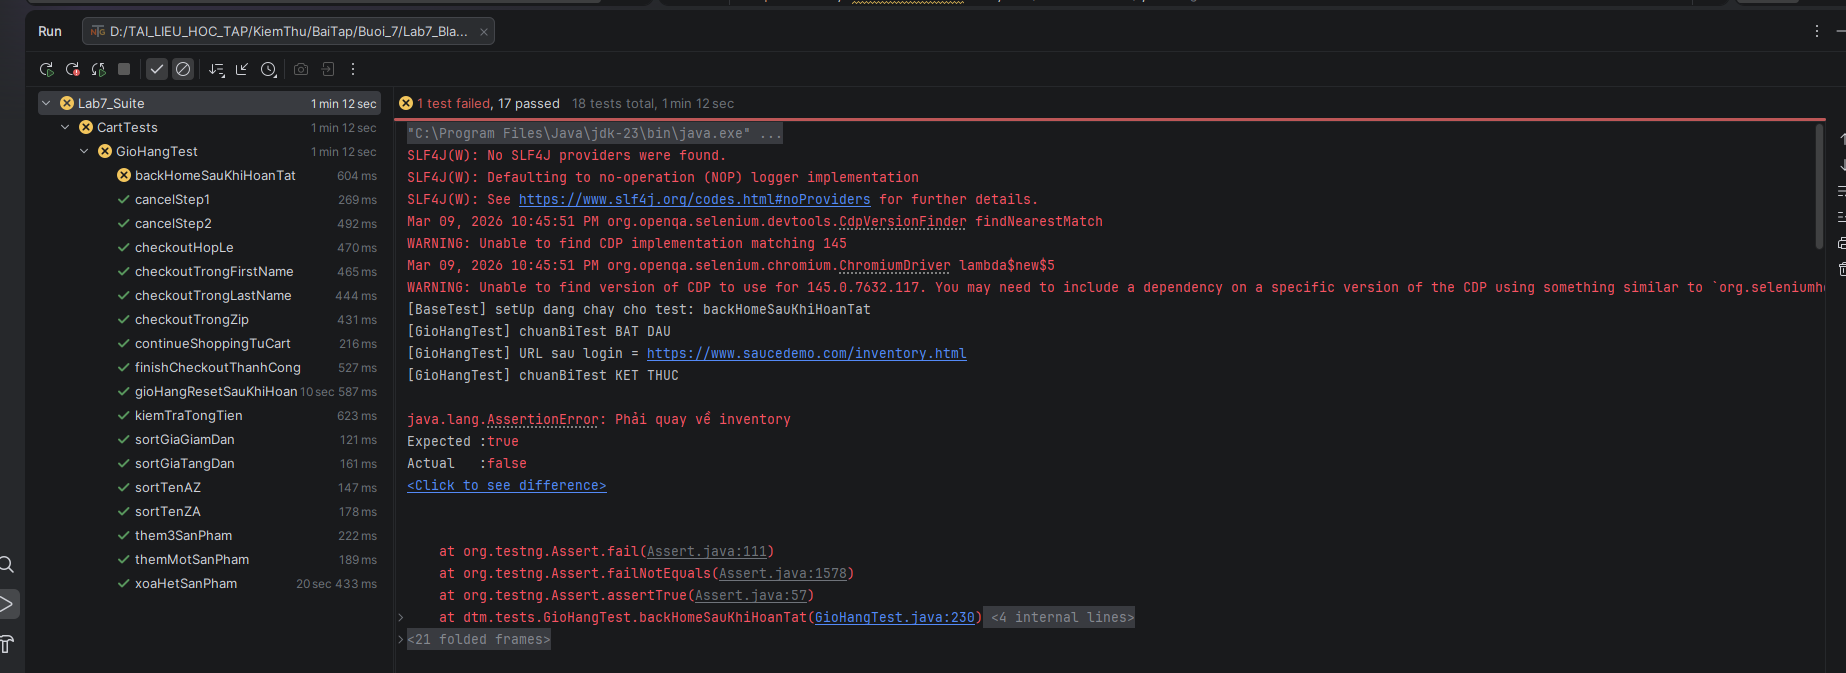 Run
D:/TAI_LIEU_HOC_TAP/KiemThu/BaiTap/Buoi_7/Lab7_Bla...
Lab7_Suite 1 min 12 sec
CartTests 1 min 12 sec
GioHangTest 1 min 12 sec
backHomeSauKhiHoanTat 604 ms
cancelStep1 269 ms
cancelStep2 492 ms
checkoutHopLe 470 ms
checkoutTrongFirstName 465 ms
checkoutTrongLastName 444 ms
checkoutTrongZip 431 ms
continueShoppingTuCart 216 ms
finishCheckoutThanhCong 527 ms
gioHangResetSauKhiHoan 10 sec 587 ms
kiemTraTongTien 623 ms
sortGiaGiamDan 121 ms
sortGiaTangDan 161 ms
sortTenAZ 147 ms
sortTenZA 178 ms
them3SanPham 222 ms
themMotSanPham 189 ms
xoaHetSanPham 20 sec 433 ms
1 test failed, 17 passed 18 tests total, 1 min 12 sec
"C:\Program Files\Java\jdk-23\bin\java.exe" ...
SLF4J(W): No SLF4J providers were found.
SLF4J(W): Defaulting to no-operation (NOP) logger implementation
SLF4J(W): See https://www.slf4j.org/codes.html#noProviders for further details.
Mar 09, 2026 10:45:51 PM org.openqa.selenium.devtools.CdpVersionFinder findNearestMatch
WARNING: Unable to find CDP implementation matching 145
Mar 09, 2026 10:45:51 PM org.openqa.selenium.chromium.ChromiumDriver lambda$new$5
WARNING: Unable to find version of CDP to use for 145.0.7632.117. You may need to include a dependency on a specific version of the CDP using something similar to `org.seleniumhe
[BaseTest] setUp dang chay cho test: backHomeSauKhiHoanTat
[GioHangTest] chuanBiTest BAT DAU
[GioHangTest] URL sau login = https://www.saucedemo.com/inventory.html
[GioHangTest] chuanBiTest KET THUC
java.lang.AssertionError: Phải quay về inventory
Expected :true
Actual   :false
<Click to see difference>
at org.testng.Assert.fail(Assert.java:111)
at org.testng.Assert.failNotEquals(Assert.java:1578)
at org.testng.Assert.assertTrue(Assert.java:57)
at dtm.tests.GioHangTest.backHomeSauKhiHoanTat(GioHangTest.java:230) <4 internal lines>
<21 folded frames>